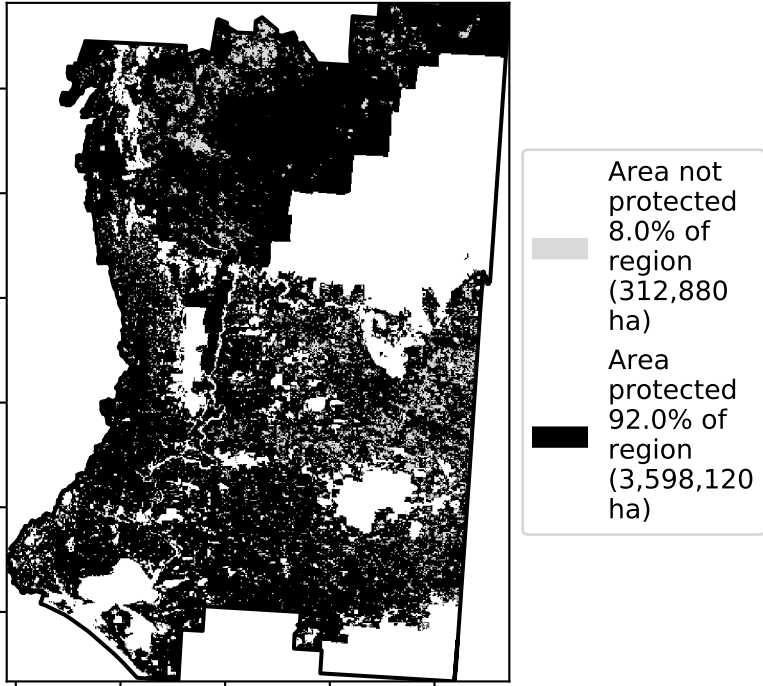 Area not
protected
8.0% of
region
(312,880
ha)
Area
protected
92.0% of
region
(3,598,120
ha)